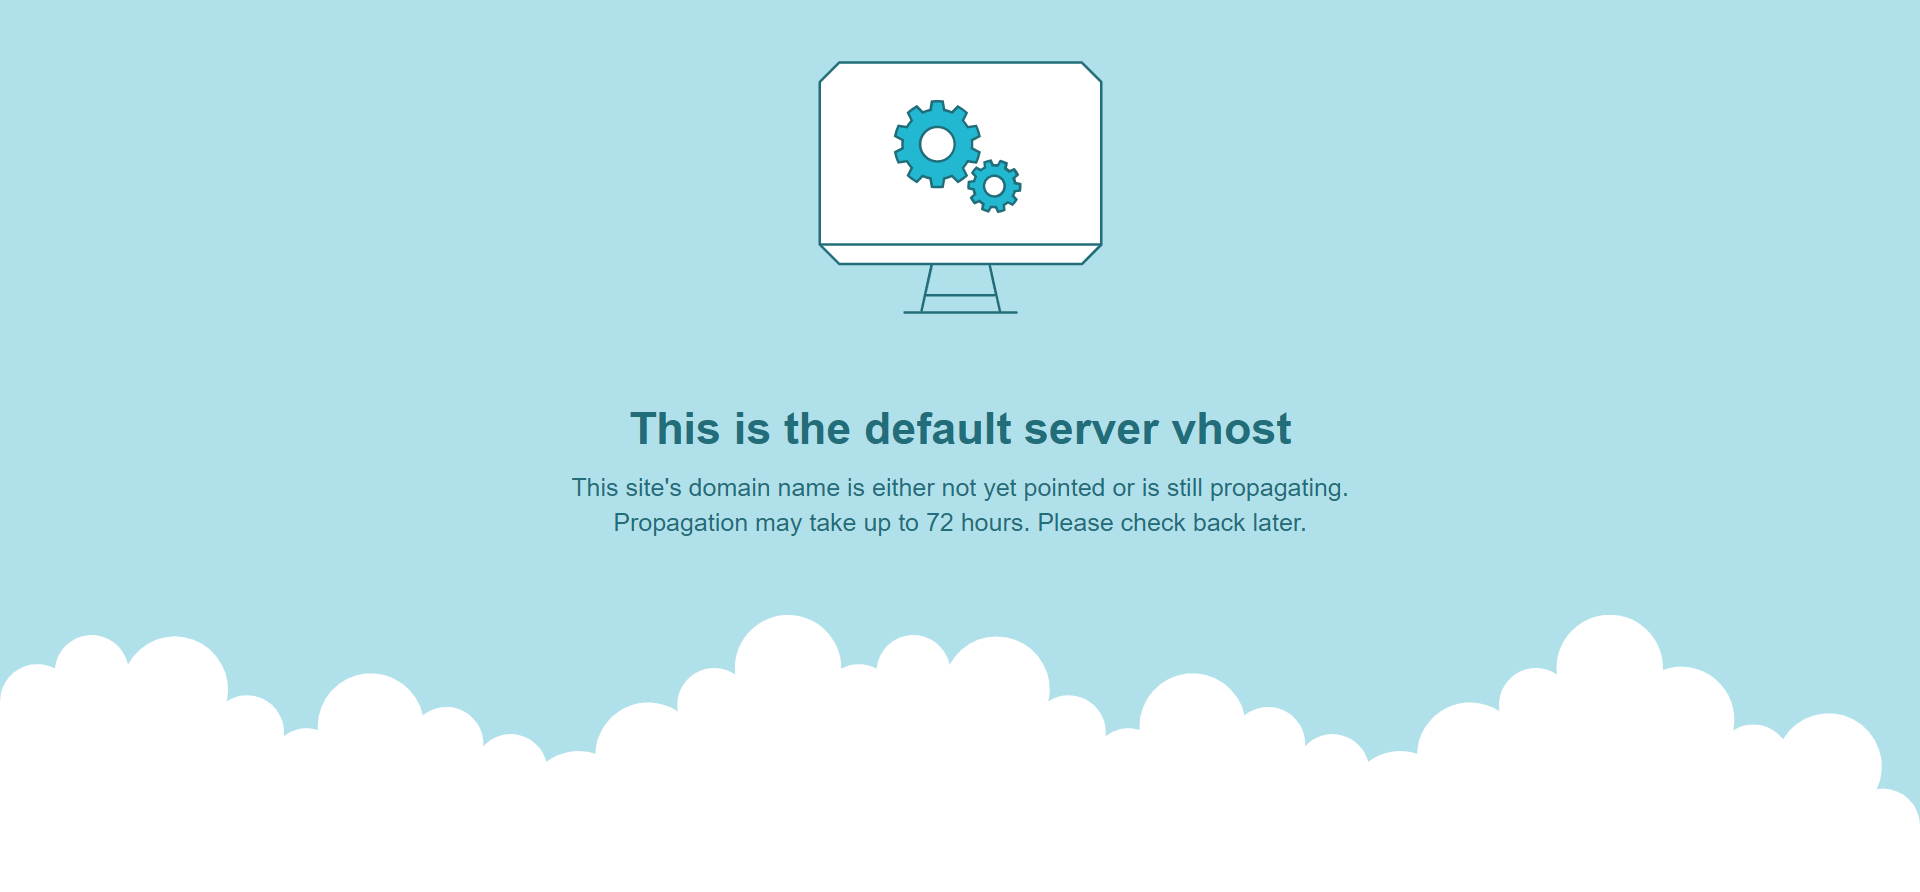 This is the default server vhost
This site's domain name is either not yet pointed or is still propagating.
Propagation may take up to 72 hours. Please check back later.